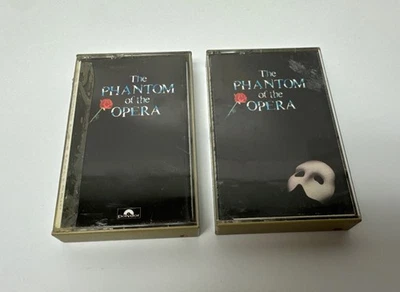 The
PHANTOM
of the
OPERA
The
PHANTOM
of the
OPERA